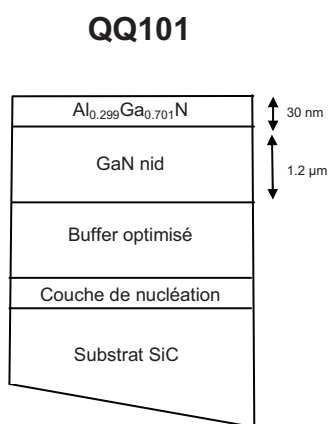 QQ101
Al₀.₂₉₉Ga₀.₇₀₁N
30 nm
GaN nid
1.2 µm
Buffer optimisé
Couche de nucléation
Substrat SiC